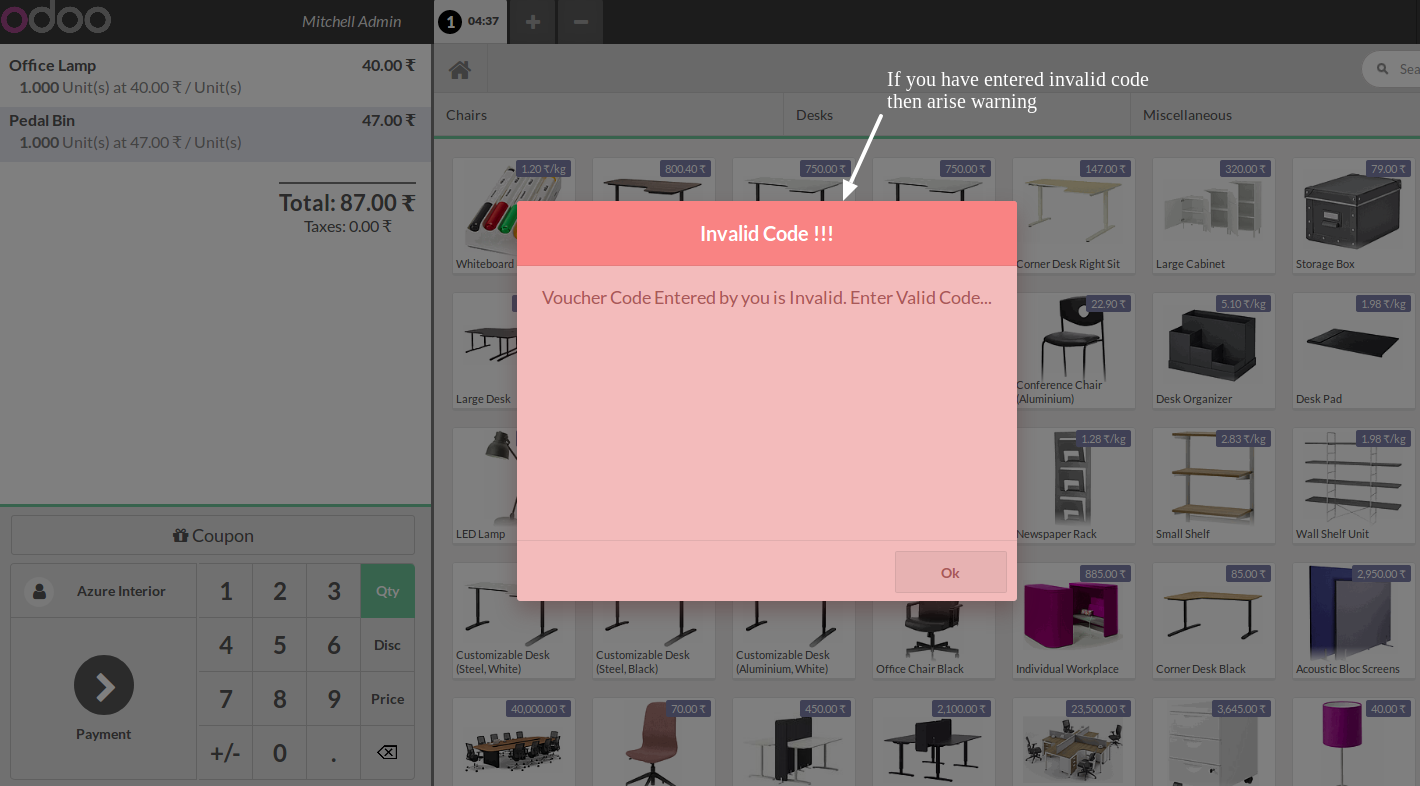 odoo
Mitchell Admin
1 04:37
If you have entered invalid code
then arise warning
Office Lamp 40.00 ₹
1.000 Unit(s) at 40.00 ₹ / Unit(s)
Pedal Bin 47.00 ₹
1.000 Unit(s) at 47.00 ₹ / Unit(s)
Total: 87.00 ₹
Taxes: 0.00 ₹
Coupon
Azure Interior
1 2 3 Qty
4 5 6 Disc
7 8 9 Price
+/- 0 .
Payment
Sea
Chairs Desks Miscellaneous
1.20 ₹/kg 800.40 ₹ 750.00 ₹ 750.00 ₹ 147.00 ₹ 320.00 ₹ 79.00 ₹
Whiteboard Corner Desk Right Sit Large Cabinet Storage Box
Invalid Code !!!
Voucher Code Entered by you is Invalid. Enter Valid Code...
Ok
22.90 ₹ 5.10 ₹/kg 1.98 ₹/kg
Large Desk Conference Chair
(Aluminium) Desk Organizer Desk Pad
1.28 ₹/kg 2.83 ₹/kg 1.98 ₹/kg
LED Lamp Newspaper Rack Small Shelf Wall Shelf Unit
885.00 ₹ 85.00 ₹ 2,950.00 ₹
Customizable Desk Customizable Desk Customizable Desk
(Steel, White) (Steel, Black) (Aluminium, White) Office Chair Black Individual Workplace Corner Desk Black Acoustic Bloc Screens
40,000.00 ₹ 70.00 ₹ 450.00 ₹ 2,100.00 ₹ 23,500.00 ₹ 3,645.00 ₹ 40.00 ₹